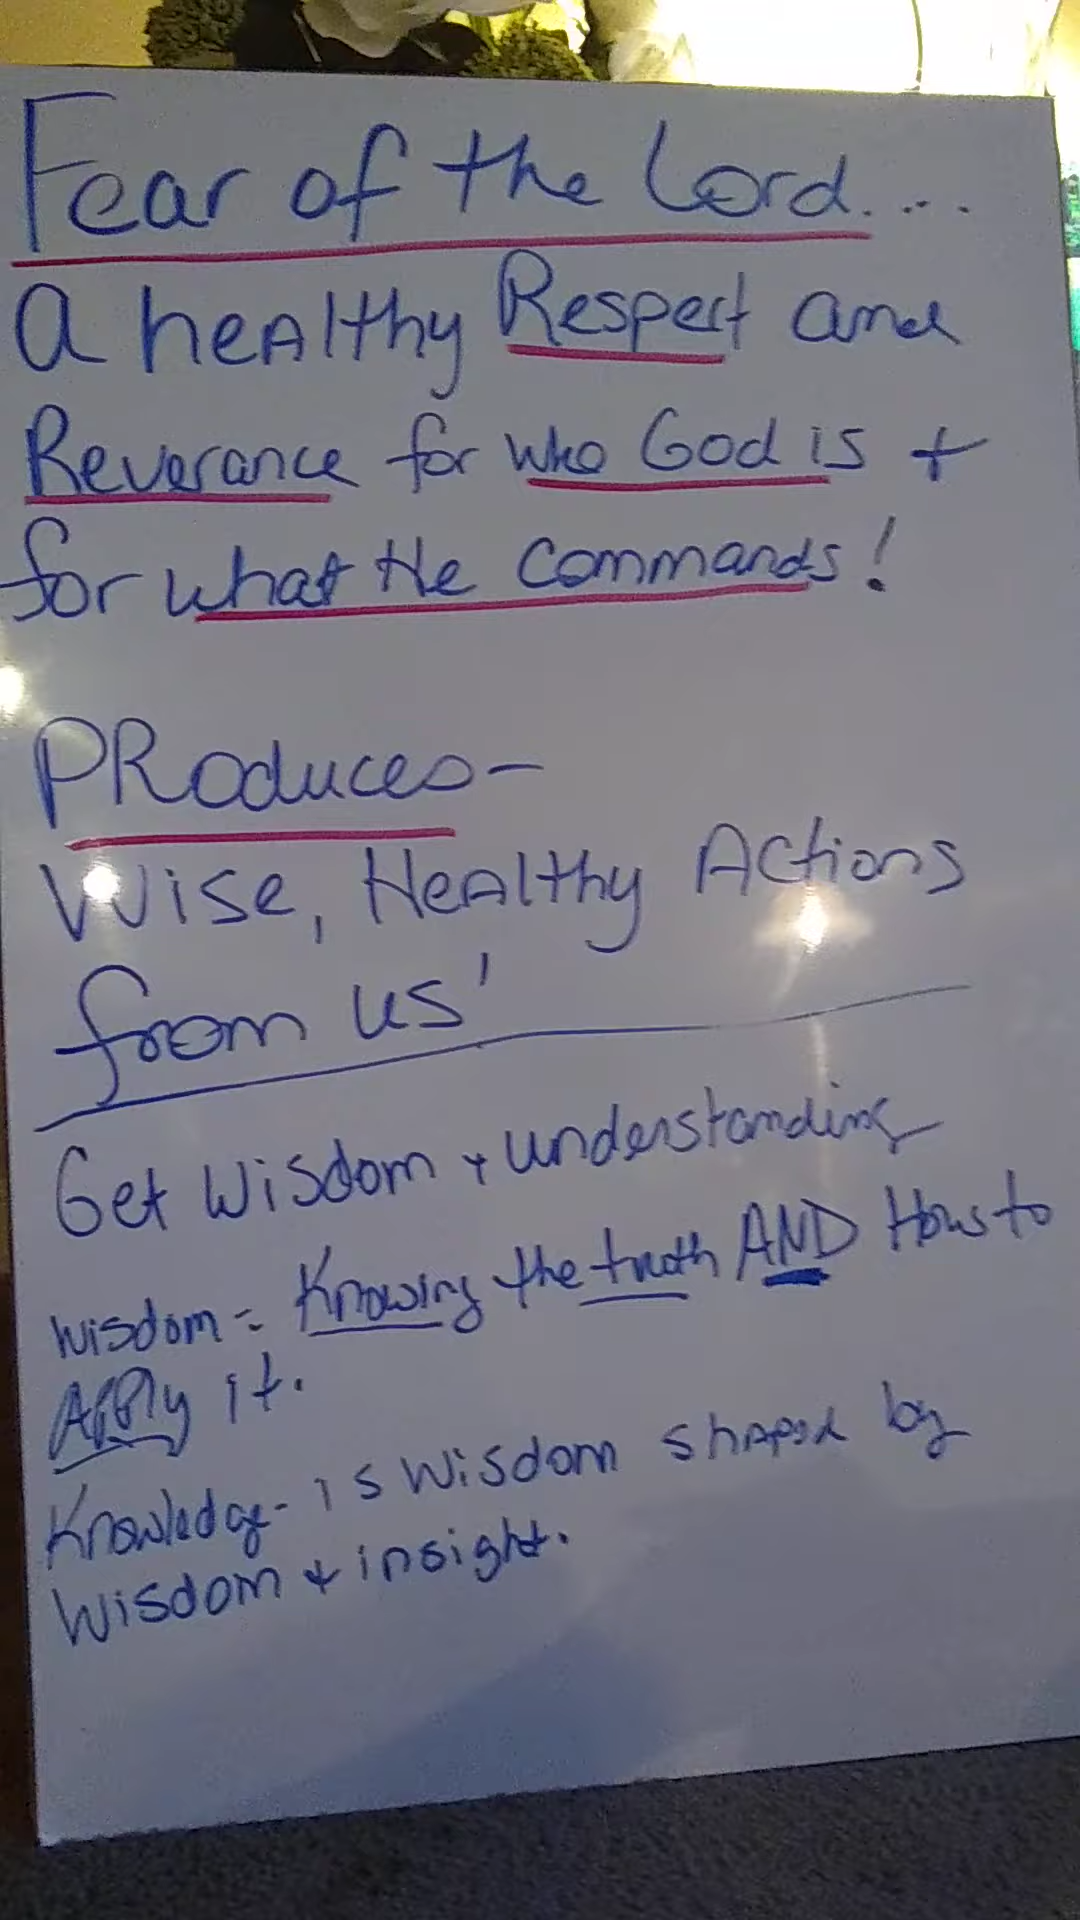 Fear of the Lord....
a healthy Respect and
Reverance for who God is +
for what He commands!
PRoduces-
Wise, Healthy Actions
from us'
Get Wisdom + understanding
Wisdom = Knowing the truth AND How to
Apply it.
Knowledge- is Wisdom shaped by
Wisdom + insight.